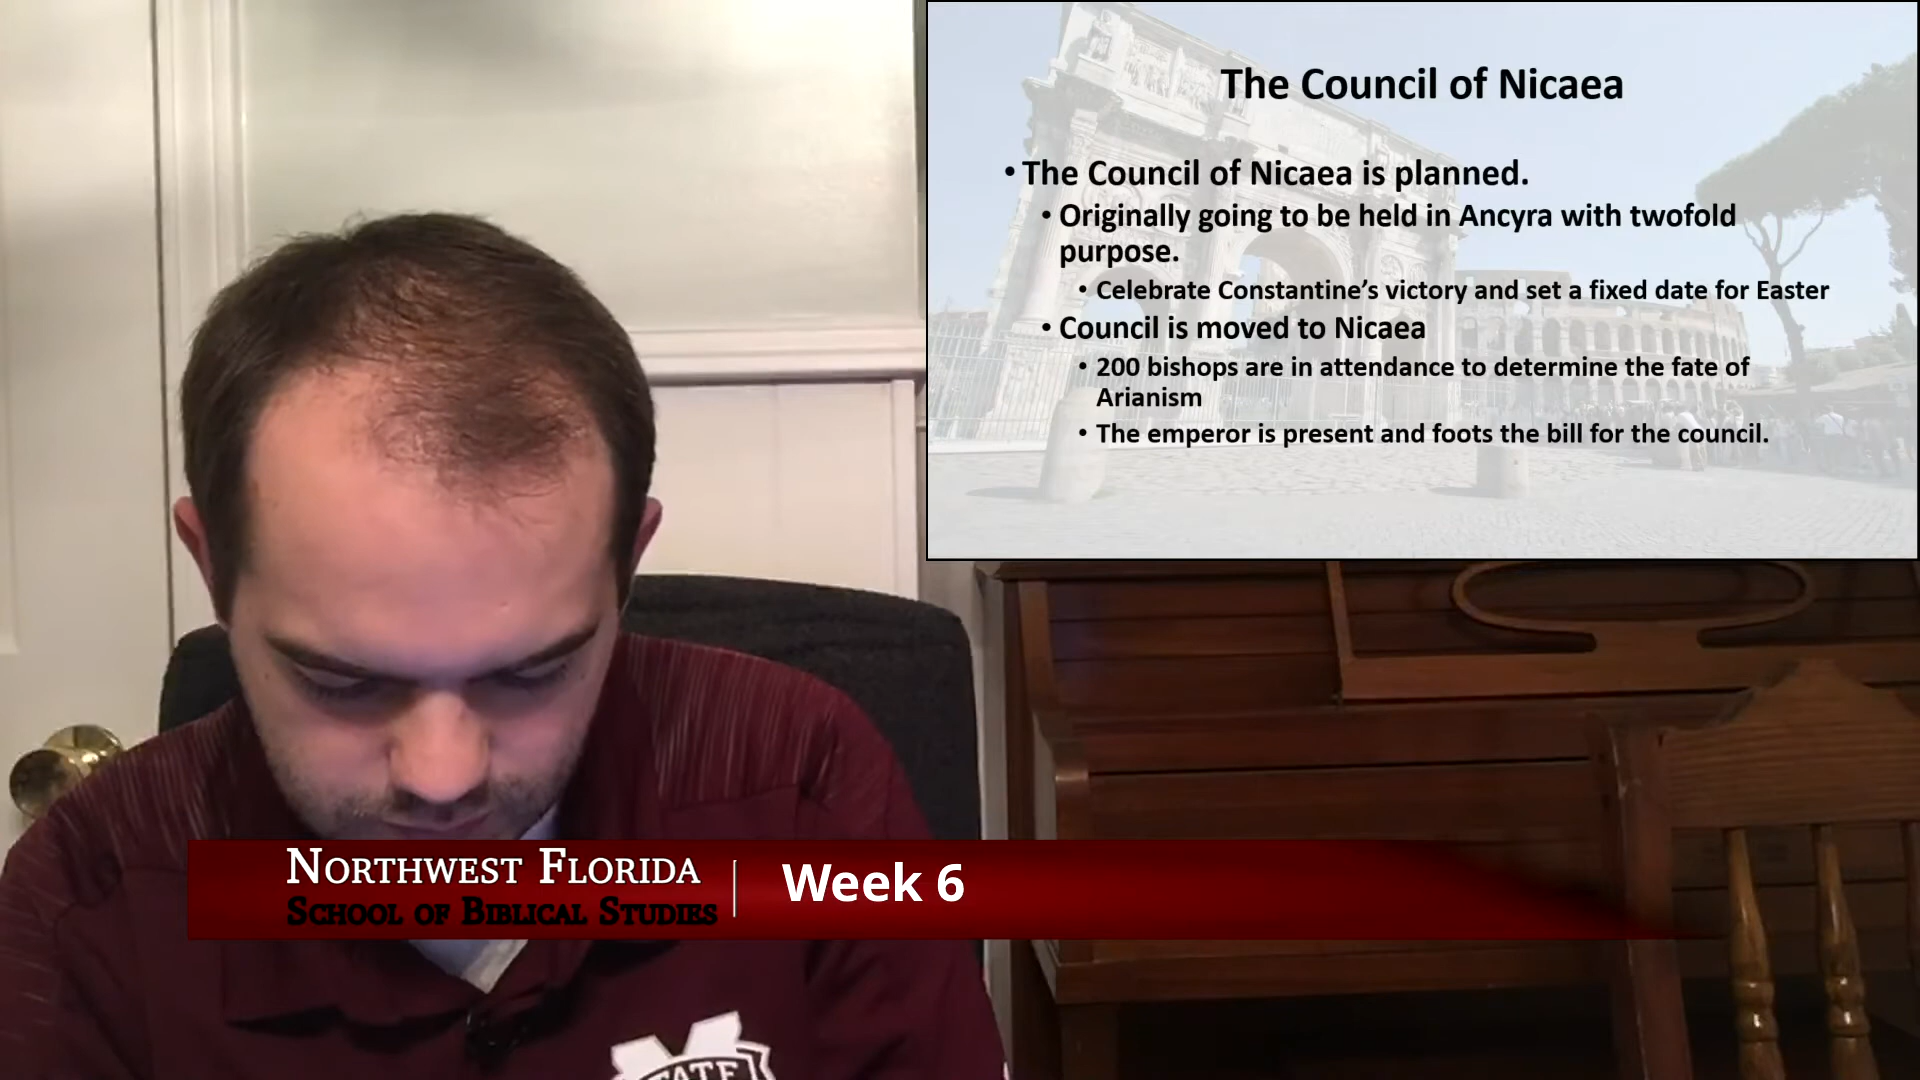 The Council of Nicaea
• The Council of Nicaea is planned.
• Originally going to be held in Ancyra with twofold
purpose.
• Celebrate Constantine’s victory and set a fixed date for Easter
• Council is moved to Nicaea
• 200 bishops are in attendance to determine the fate of
Arianism
• The emperor is present and foots the bill for the council.
Northwest Florida
School of Biblical Studies
Week 6
M
STATE